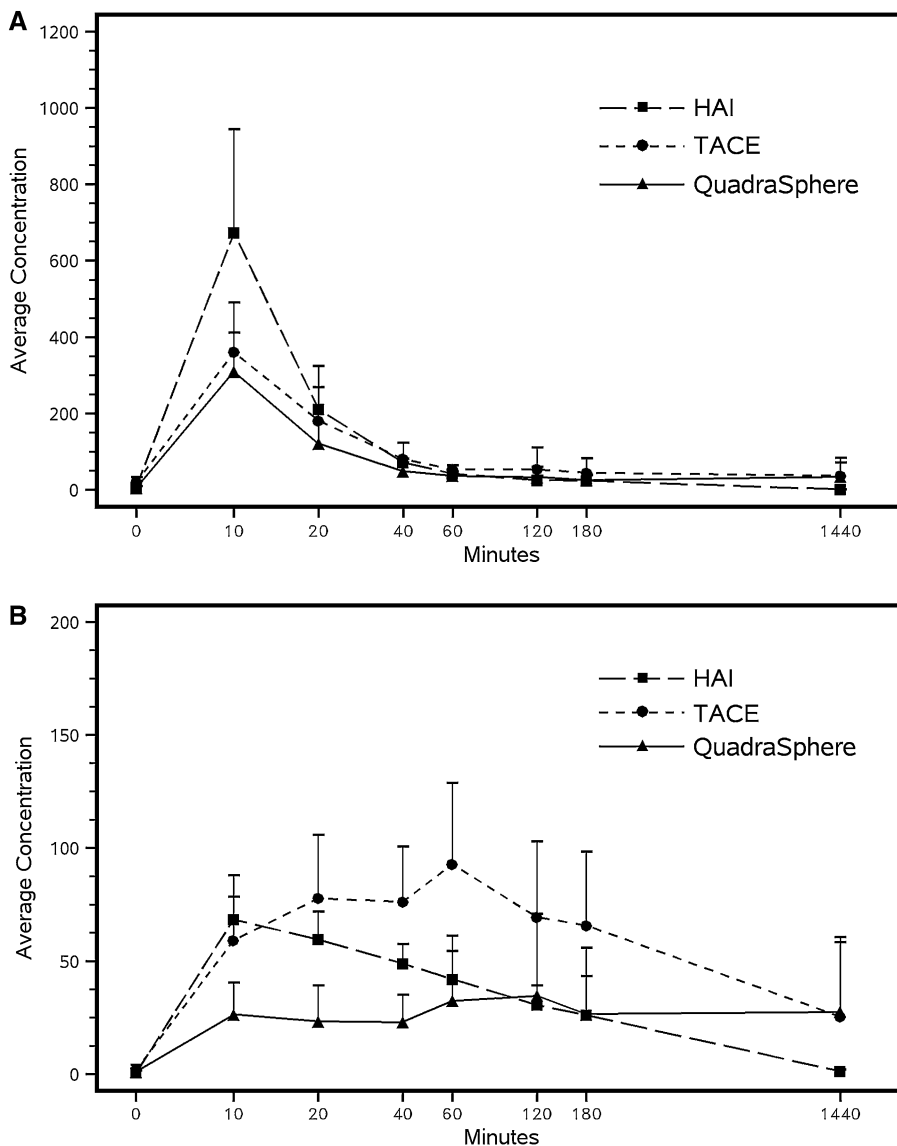 A
1200
1000
800
600
400
200
0
Average Concentration
HAI
TACE
QuadraSphere
0 10 20 40 60 120 180 1440
Minutes
B
200
150
100
50
0
Average Concentration
HAI
TACE
QuadraSphere
0 10 20 40 60 120 180 1440
Minutes